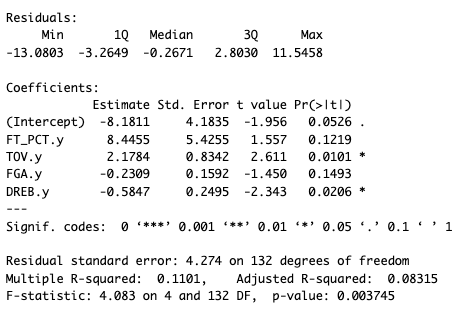 Residuals:
Min 1Q Median 3Q Max
-13.0803 -3.2649 -0.2671 2.8030 11.5458
Coefficients:
Estimate Std. Error t value Pr(>|t|)
(Intercept) -8.1811 4.1835 -1.956 0.0526 .
FT_PCT.y 8.4455 5.4255 1.557 0.1219
TOV.y 2.1784 0.8342 2.611 0.0101 *
FGA.y -0.2309 0.1592 -1.450 0.1493
DREB.y -0.5847 0.2495 -2.343 0.0206 *
---
Signif. codes: 0 ‘***’ 0.001 ‘**’ 0.01 ‘*’ 0.05 ‘.’ 0.1 ‘ ’ 1
Residual standard error: 4.274 on 132 degrees of freedom
Multiple R-squared: 0.1101, Adjusted R-squared: 0.08315
F-statistic: 4.083 on 4 and 132 DF, p-value: 0.003745